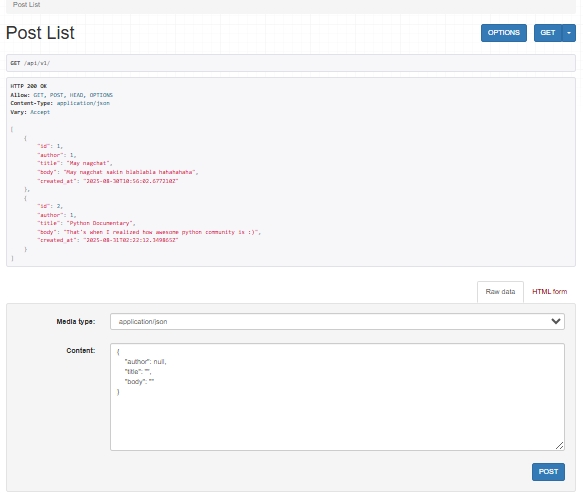 Post List
Post List
OPTIONS
GET
GET /api/v1/
HTTP 200 OK
Allow: GET, POST, HEAD, OPTIONS
Content-Type: application/json
Vary: Accept
[
{
"id": 1,
"author": 1,
"title": "May nagchat",
"body": "May nagchat sakin blablabla hahahahaha",
"created_at": "2025-08-30T10:56:02.677210Z"
},
{
"id": 2,
"author": 1,
"title": "Python Documentary",
"body": "That's when I realized how awesome python community is :)",
"created_at": "2025-08-31T02:22:12.349865Z"
}
]
Raw data
HTML form
Media type:
application/json
Content:
{
"author": null,
"title": "",
"body": ""
}
POST